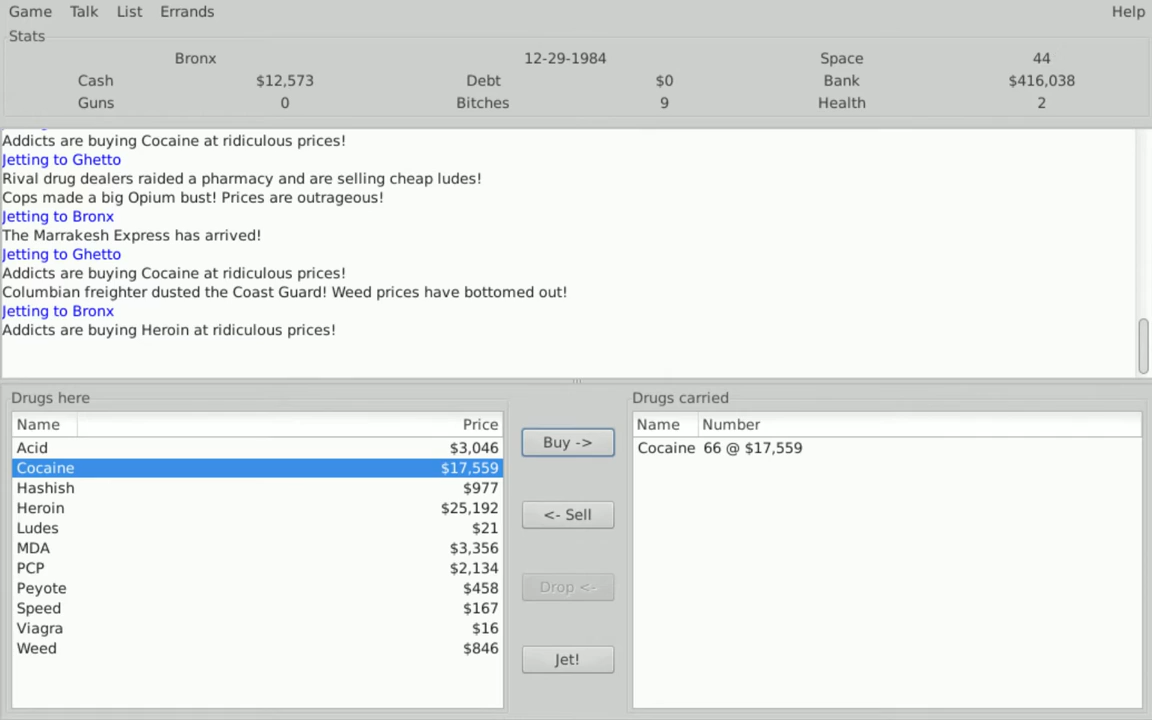 Game Talk List Errands Help
Stats
Bronx 12-29-1984 Space 44
Cash $12,573 Debt $0 Bank $416,038
Guns 0 Bitches 9 Health 2
Addicts are buying Cocaine at ridiculous prices!
Jetting to Ghetto
Rival drug dealers raided a pharmacy and are selling cheap ludes!
Cops made a big Opium bust! Prices are outrageous!
Jetting to Bronx
The Marrakesh Express has arrived!
Jetting to Ghetto
Addicts are buying Cocaine at ridiculous prices!
Columbian freighter dusted the Coast Guard! Weed prices have bottomed out!
Jetting to Bronx
Addicts are buying Heroin at ridiculous prices!
Drugs here
Name Price
Acid $3,046
Cocaine $17,559
Hashish $977
Heroin $25,192
Ludes $21
MDA $3,356
PCP $2,134
Peyote $458
Speed $167
Viagra $16
Weed $846
Buy ->
<- Sell
Drop <-
Jet!
Drugs carried
Name Number
Cocaine 66 @ $17,559